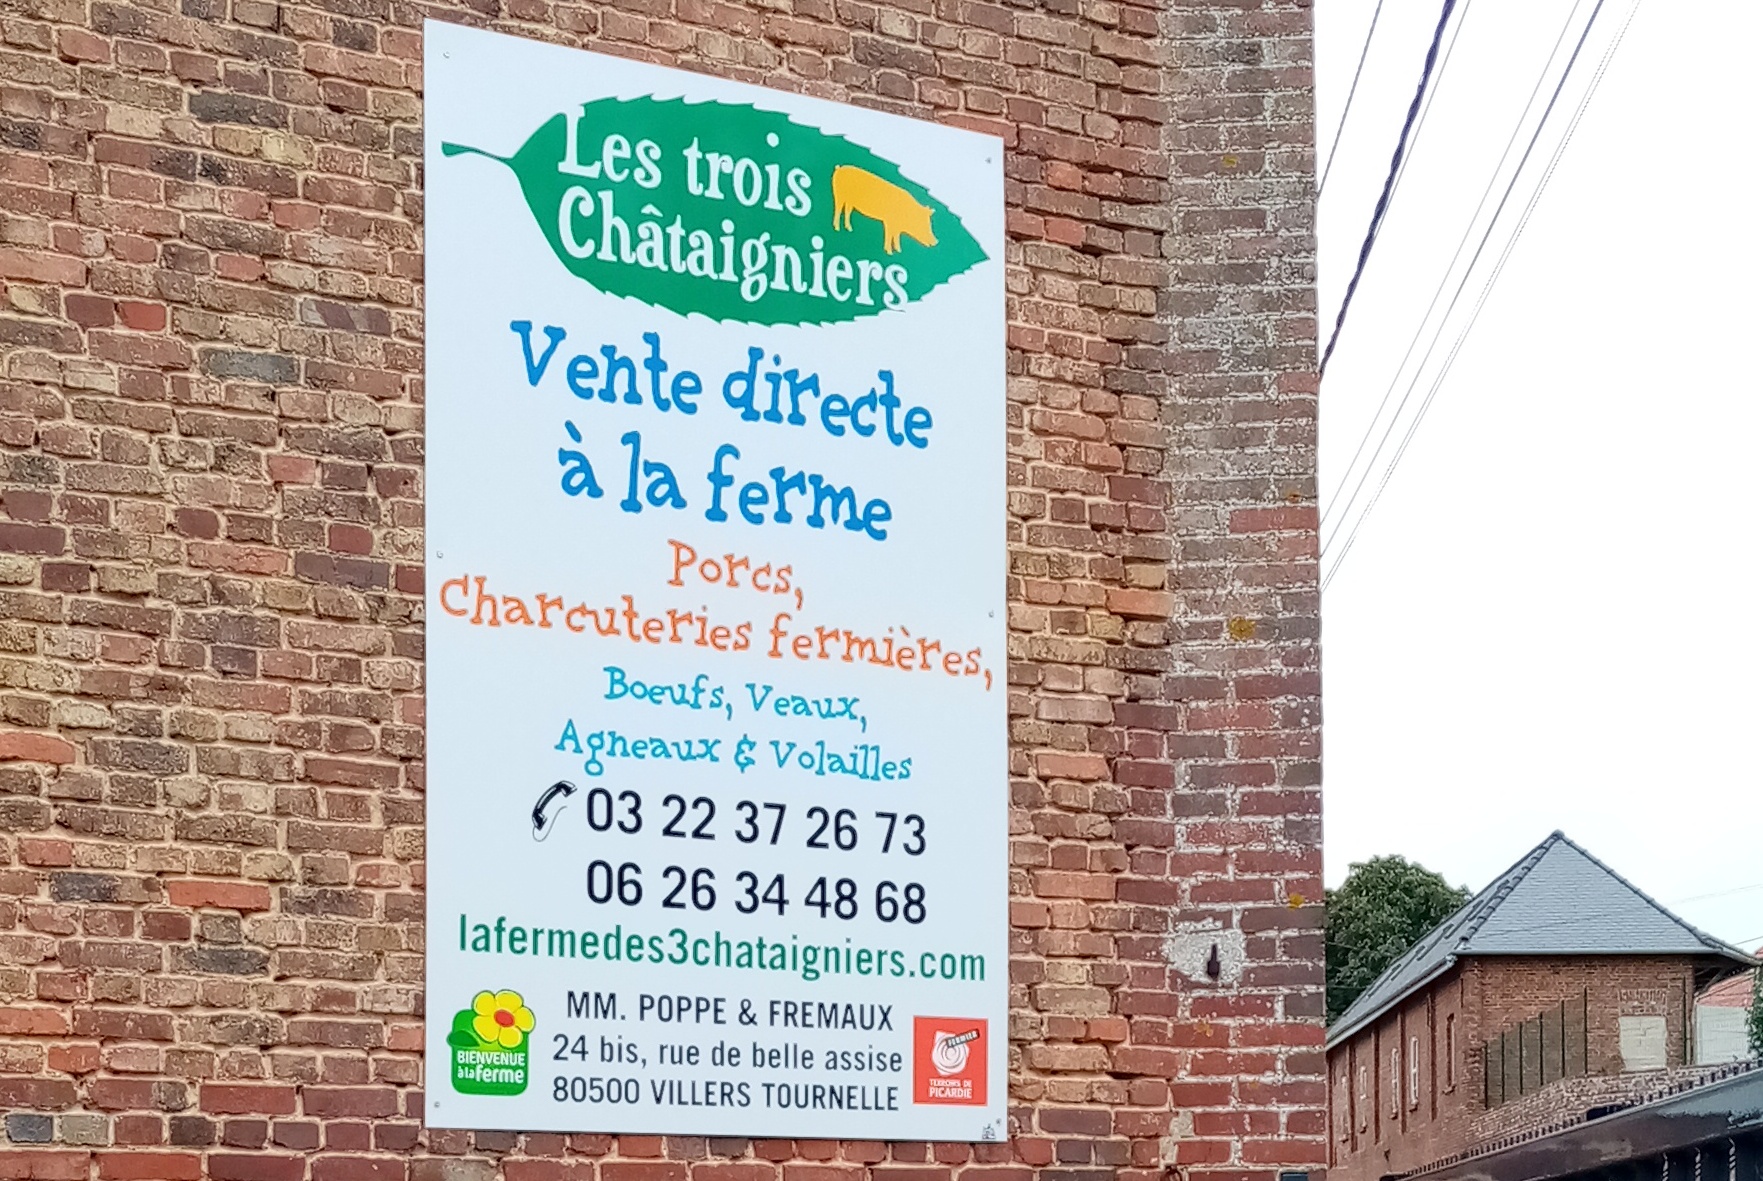 Les trois
Châtaigniers
Vente directe
à la ferme
Porcs,
Charcuteries fermières,
Boeufs, Veaux,
Agneaux & Volailles
03 22 37 26 73
06 26 34 48 68
lafermedes3chataigniers.com
MM. POPPE & FREMAUX
24 bis, rue de belle assise
80500 VILLERS TOURNELLE
BIENVENUE
à la ferme
FERMIER
TERROIRS DE
PICARDIE